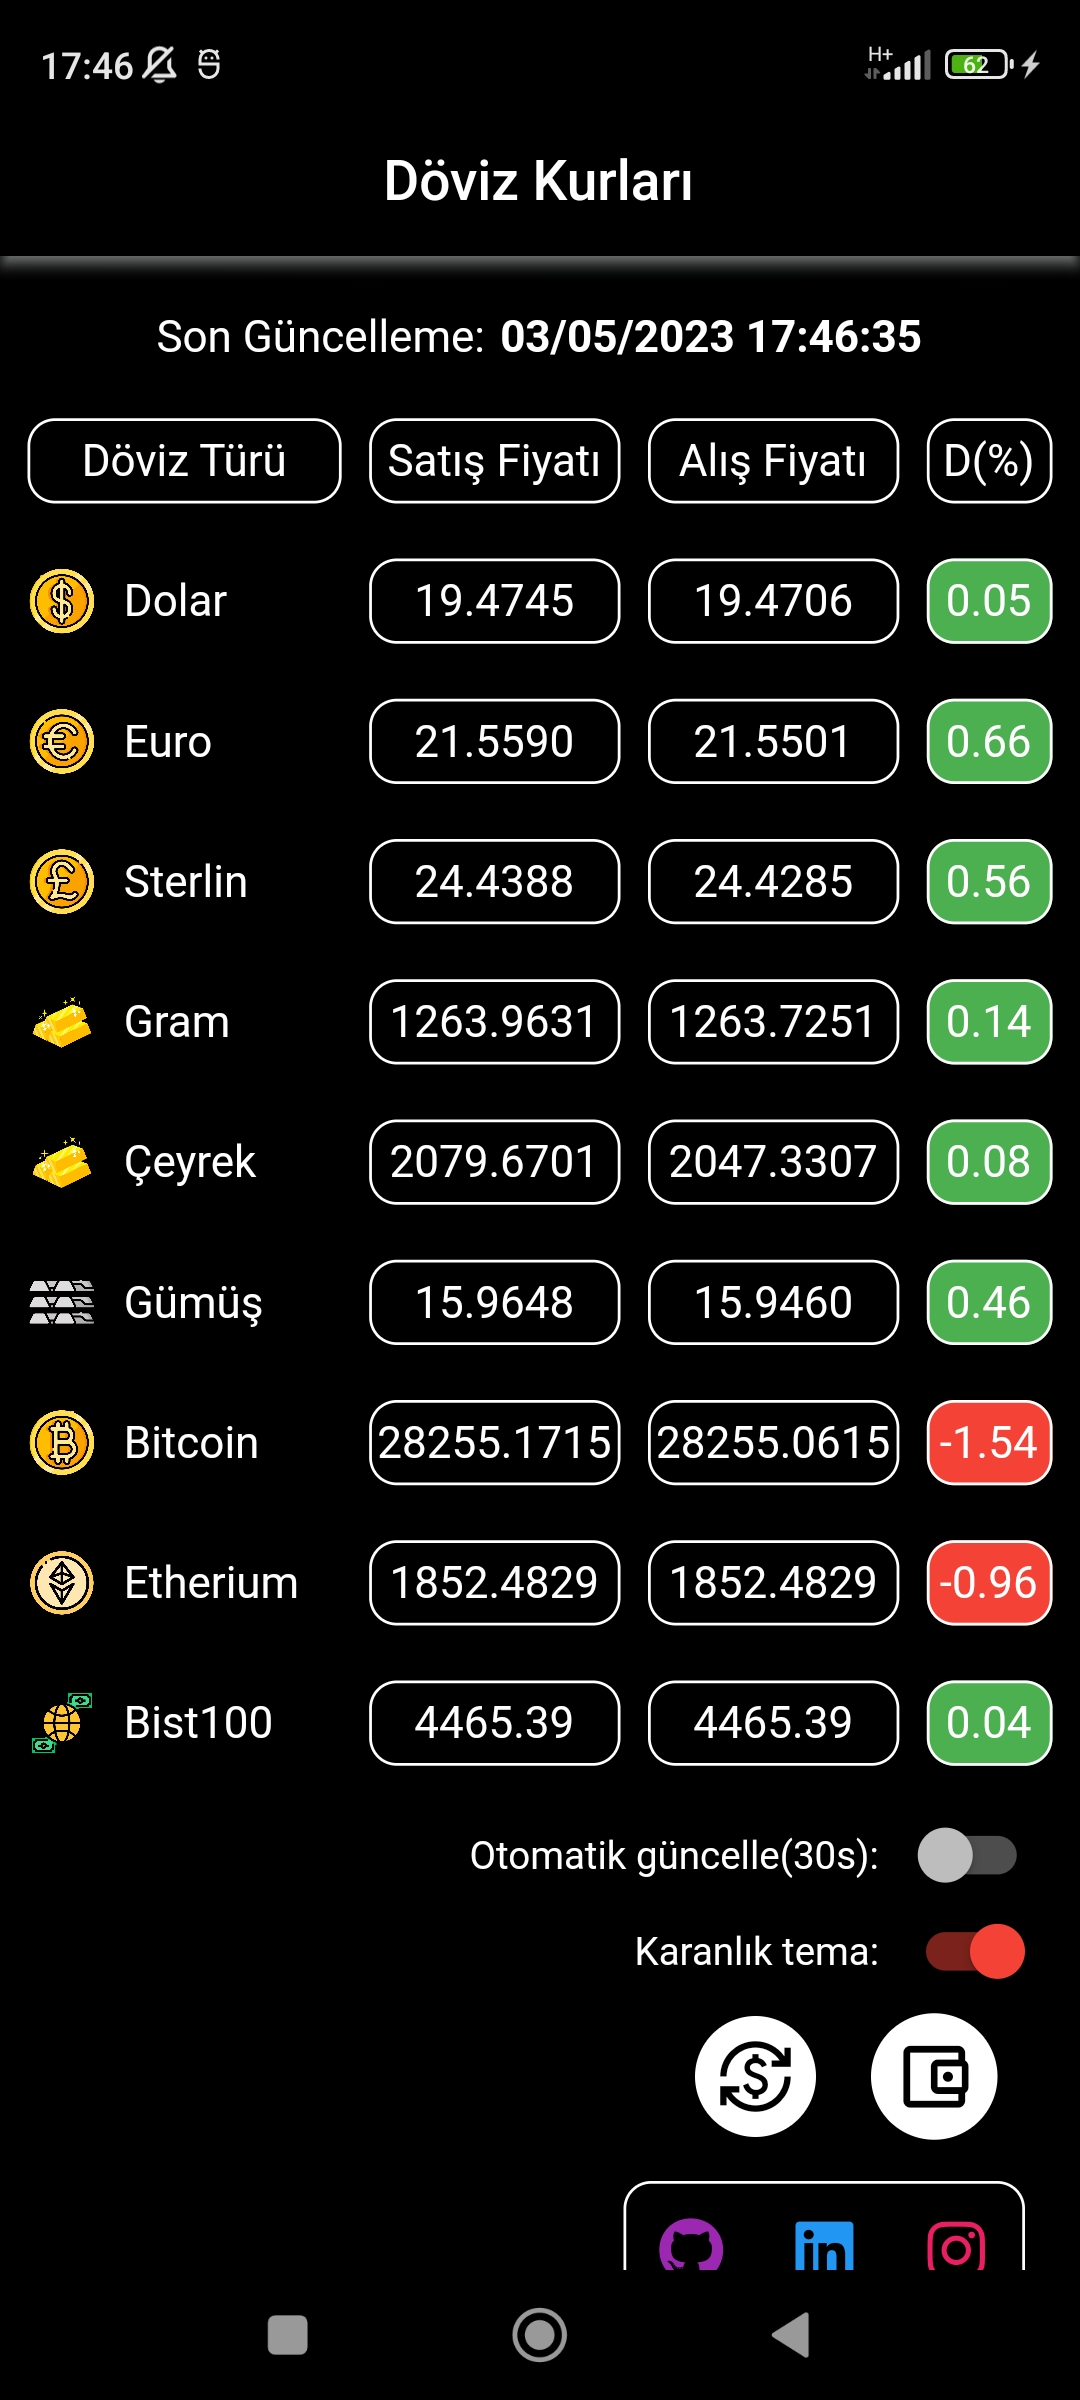 17:46 H+ 62
Döviz Kurları
Son Güncelleme: 03/05/2023 17:46:35
Döviz Türü Satış Fiyatı Alış Fiyatı D(%)
Dolar 19.4745 19.4706 0.05
Euro 21.5590 21.5501 0.66
Sterlin 24.4388 24.4285 0.56
Gram 1263.9631 1263.7251 0.14
Çeyrek 2079.6701 2047.3307 0.08
Gümüş 15.9648 15.9460 0.46
Bitcoin 28255.1715 28255.0615 -1.54
Etherium 1852.4829 1852.4829 -0.96
Bist100 4465.39 4465.39 0.04
Otomatik güncelle(30s):
Karanlık tema:
in